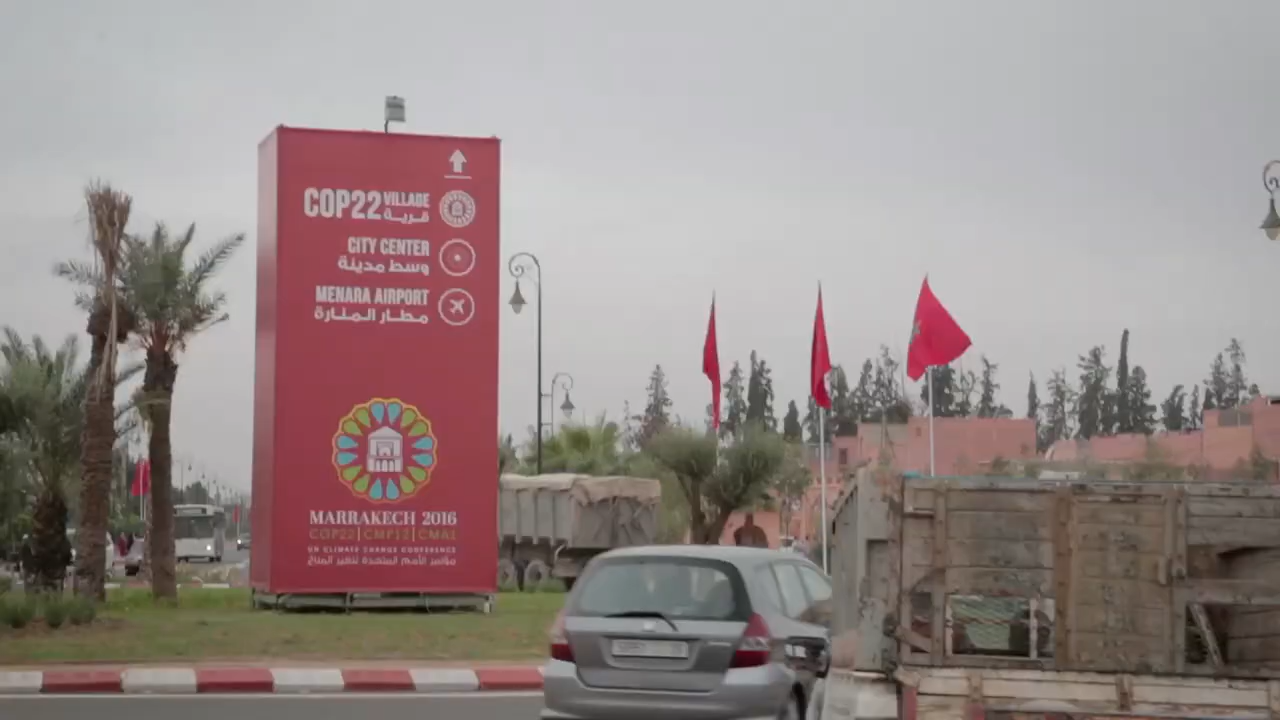 COP22 VILLAGE
قرية
CITY CENTER
وسط مدينة
MENARA AIRPORT
مطار المنارة
MARRAKECH 2016
COP22|CMP12|CMA1
UN CLIMATE CHANGE CONFERENCE
مؤتمر الأمم المتحدة لتغير المناخ